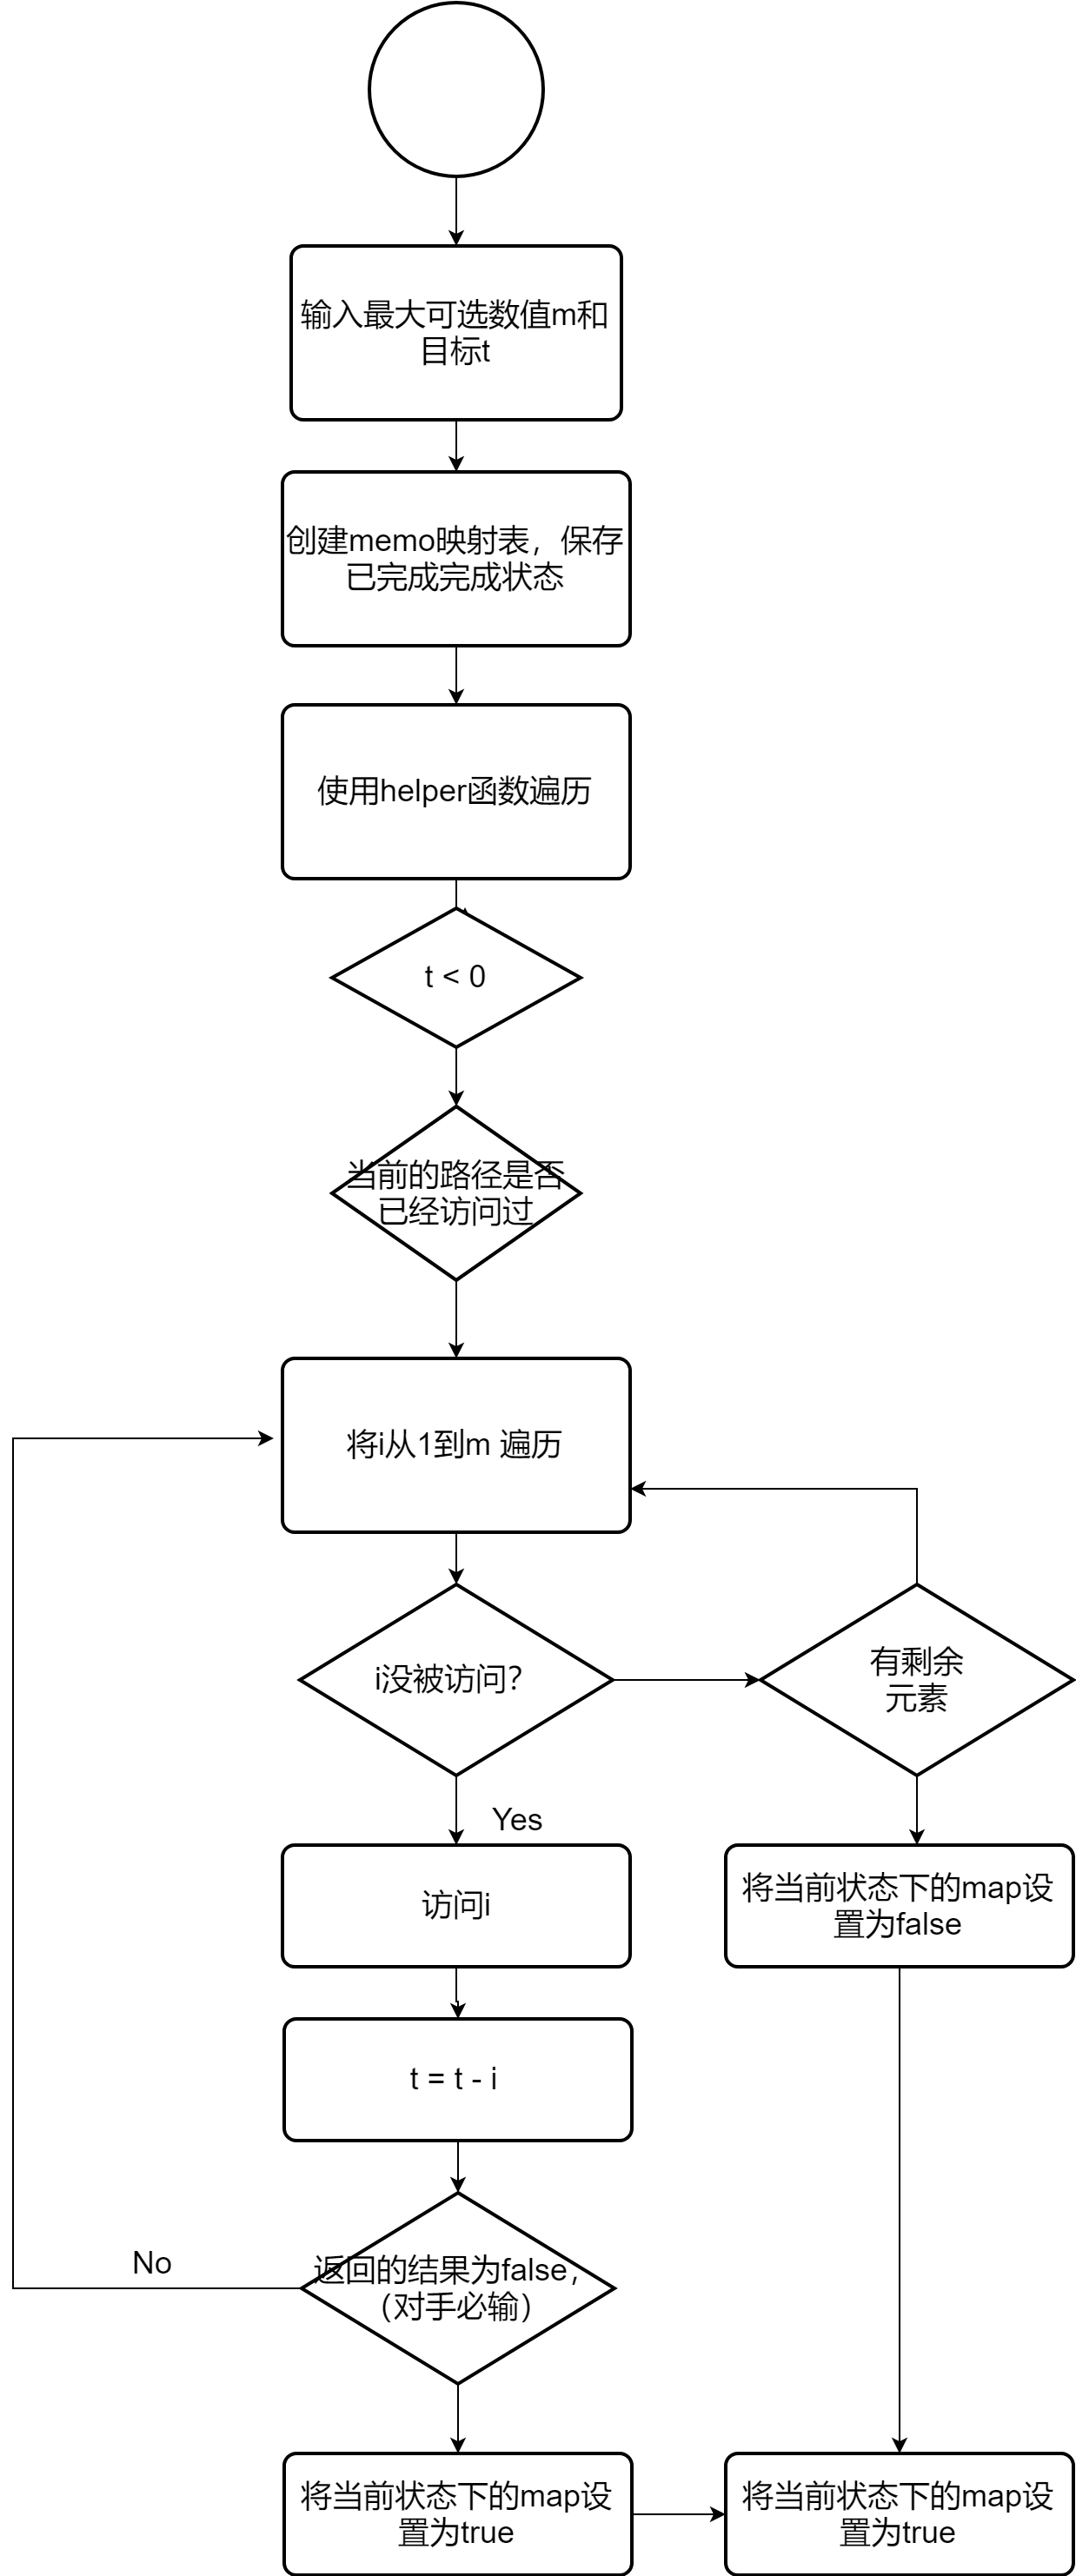 输入最大可选数值m和
目标t
创建memo映射表，保存
已完成完成状态
使用helper函数遍历
t < 0
当前的路径是否
已经访问过
将i从1到m 遍历
i没被访问?
有剩余
元素
Yes
访问i
将当前状态下的map设
置为false
t = t - i
No
返回的结果为false，
（对手必输）
将当前状态下的map设
置为true
将当前状态下的map设
置为true